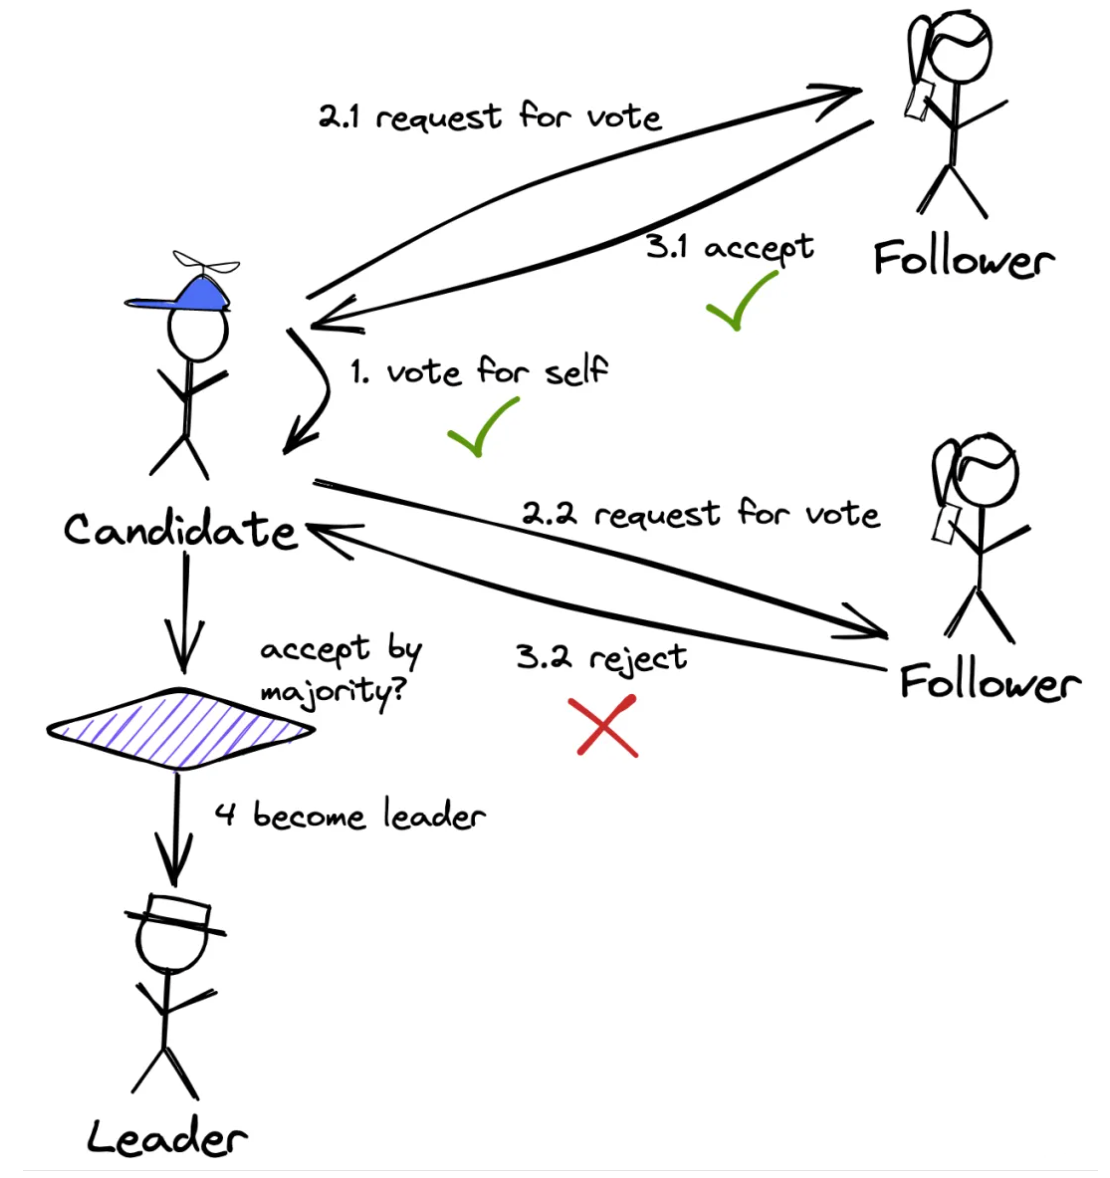 2.1 request for vote
3.1 accept
Follower
1. vote for self
Candidate
2.2 request for vote
3.2 reject
Follower
accept by
majority?
4 become leader
Leader